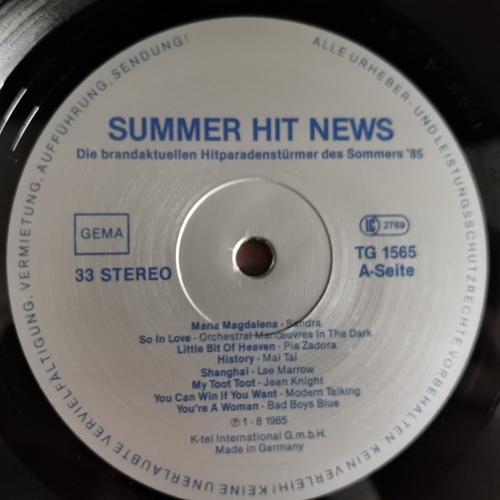 ALLE URHEBER- UND LEISTUNGSSCHUTZRECHTE VORBEHALTEN. KEIN VERLEIH! KEINE UNERLAUBTE VERVIELFÄLTIGUNG, VERMIETUNG, AUFFÜHRUNG, SENDUNG!
SUMMER HIT NEWS
Die brandaktuellen Hitparadenstürmer des Sommers '85
GEMA
LC 2789
33 STEREO
TG 1565
A-Seite
Maria Magdalena - Sandra
So In Love - Orchestral Manœuvres In The Dark
Little Bit Of Heaven - Pia Zadora
History - Mai Tai
Shanghai - Lee Marrow
My Toot Toot - Jean Knight
You Can Win if You Want - Modern Talking
You're A Woman - Bad Boys Blue
Ⓟ 1 - 8 1985
K-tel International G.m.b.H.
Made in Germany